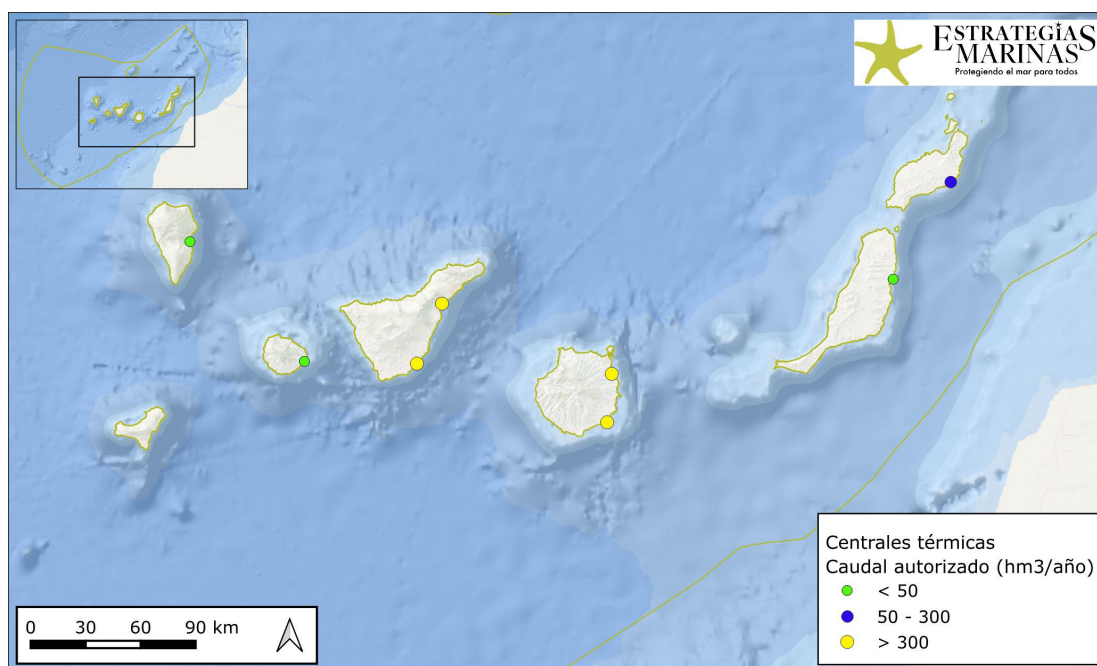 ESTRATEGIAS
MARINAS
Protegiendo el mar para todos
Centrales térmicas
Caudal autorizado (hm3/año)
< 50
50 - 300
> 300
0 30 60 90 km